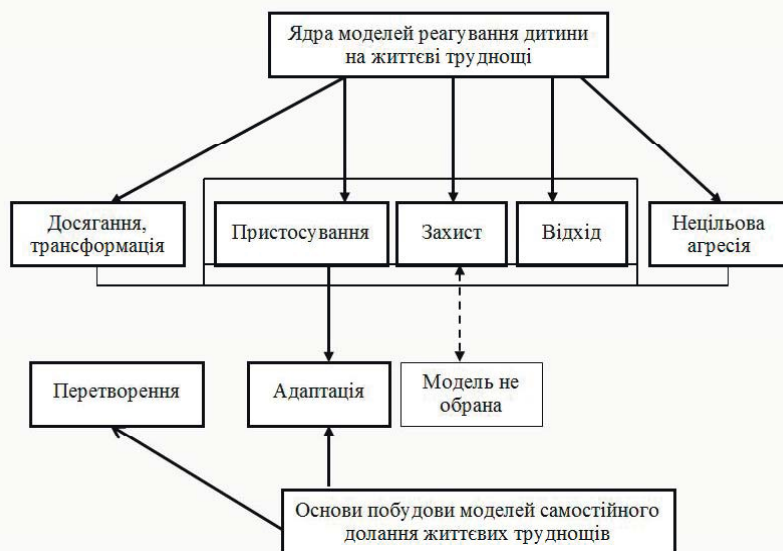 Ядра моделей реагування дитини
на життєві труднощі
Досягання,
трансформація
Пристосування
Захист
Відхід
Нецільова
агресія
Перетворення
Адаптація
Модель не
обрана
Основи побудови моделей самостійного
долання життєвих труднощів